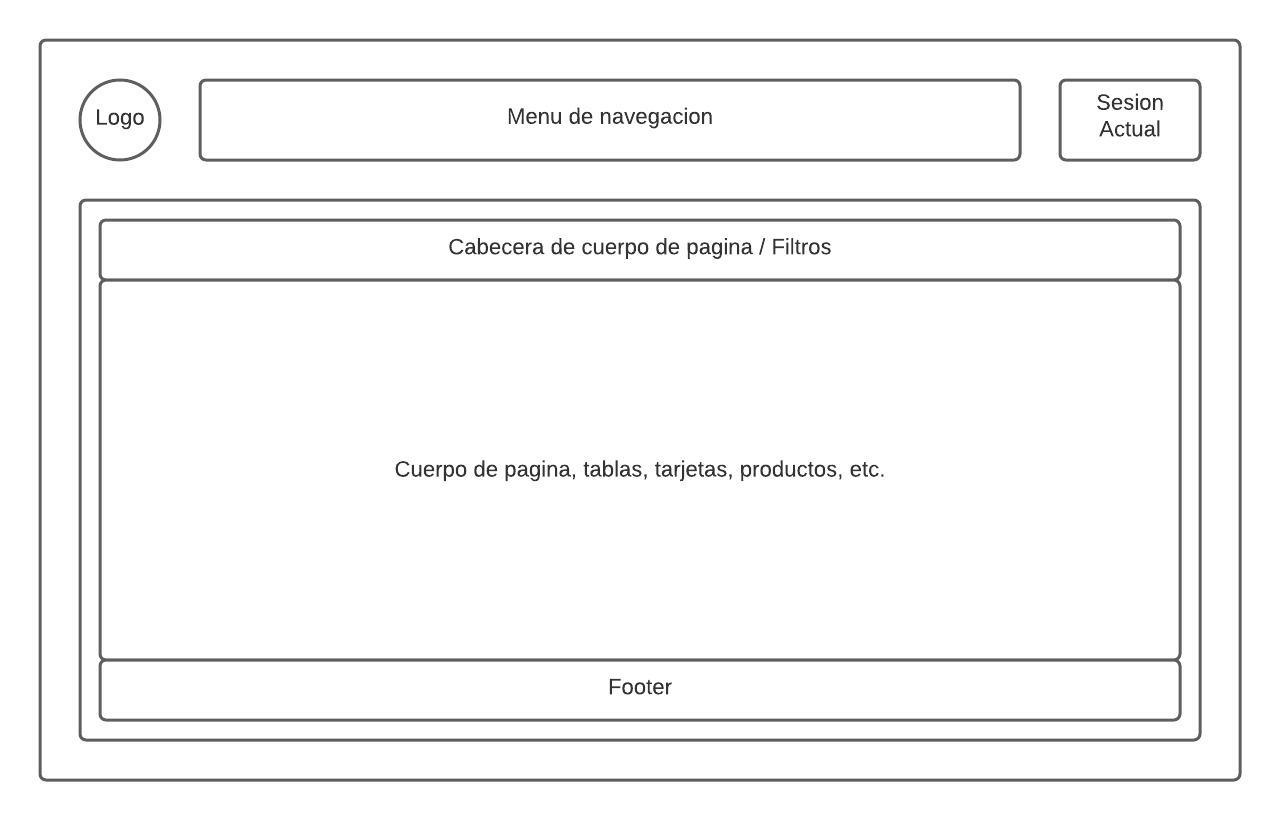 Logo
Menu de navegacion
Sesion
Actual
Cabecera de cuerpo de pagina / Filtros
Cuerpo de pagina, tablas, tarjetas, productos, etc.
Footer